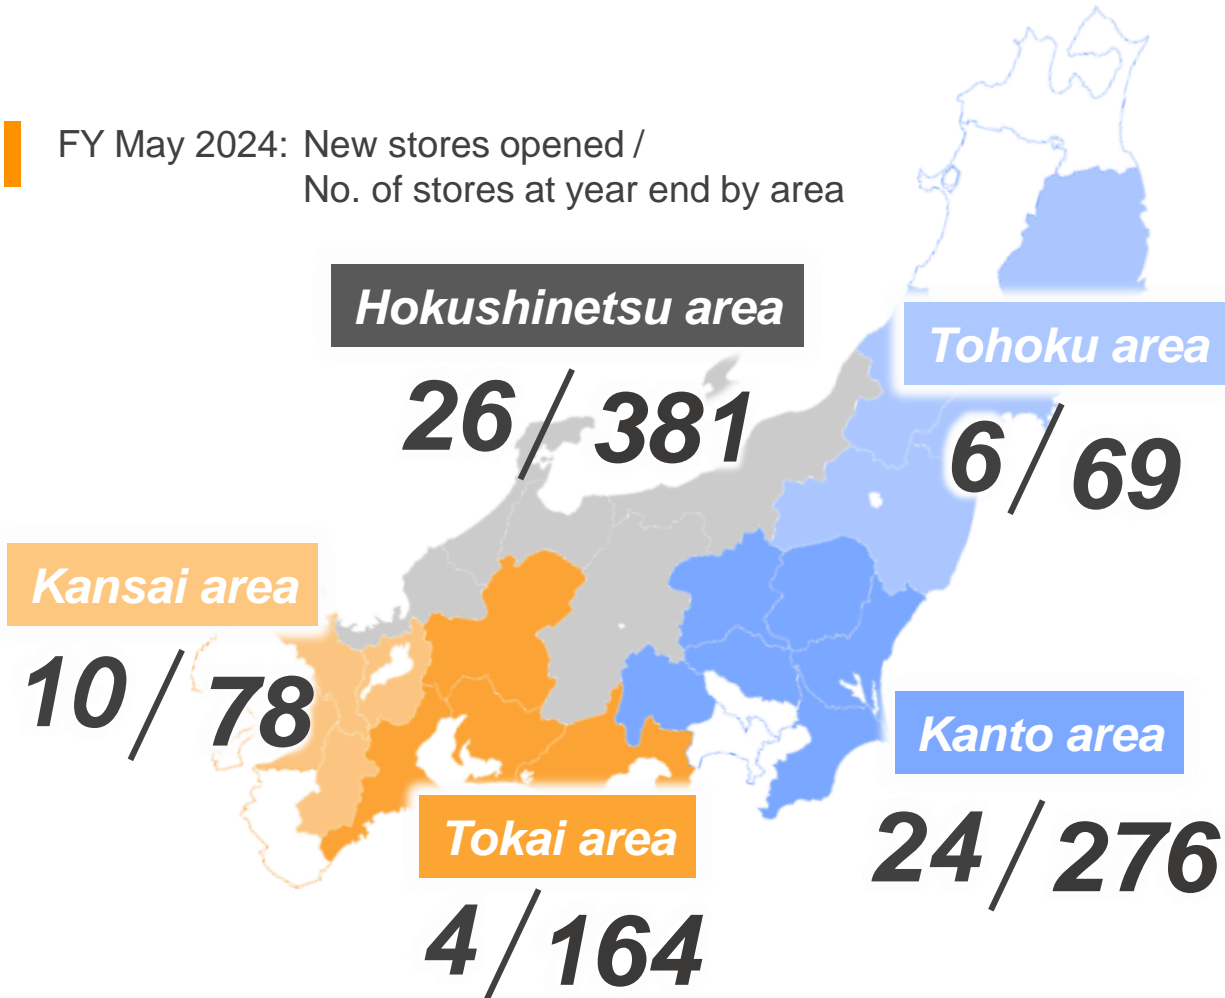 FY May 2024: New stores opened /
No. of stores at year end by area
Hokushinetsu area
26 / 381
Tohoku area
6 / 69
Kansai area
10 / 78
Kanto area
24 / 276
Tokai area
4 / 164